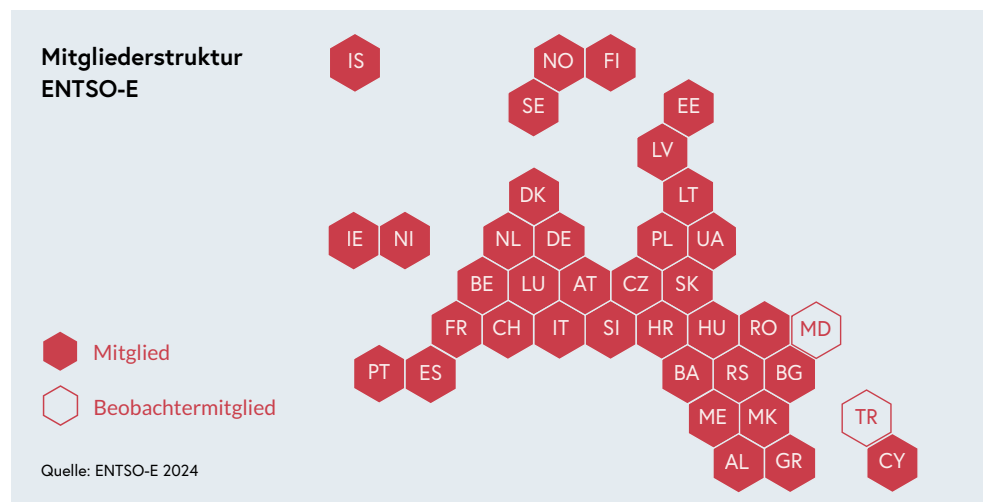 Mitgliederstruktur
ENTSO-E
IS
NO FI
SE
EE
LV
DK
LT
IE NI
NL DE
PL UA
BE LU AT CZ SK
FR CH IT SI HR HU RO MD
Mitglied
PT ES
BA RS BG
Beobachtermitglied
ME MK
TR
AL GR
CY
Quelle: ENTSO-E 2024